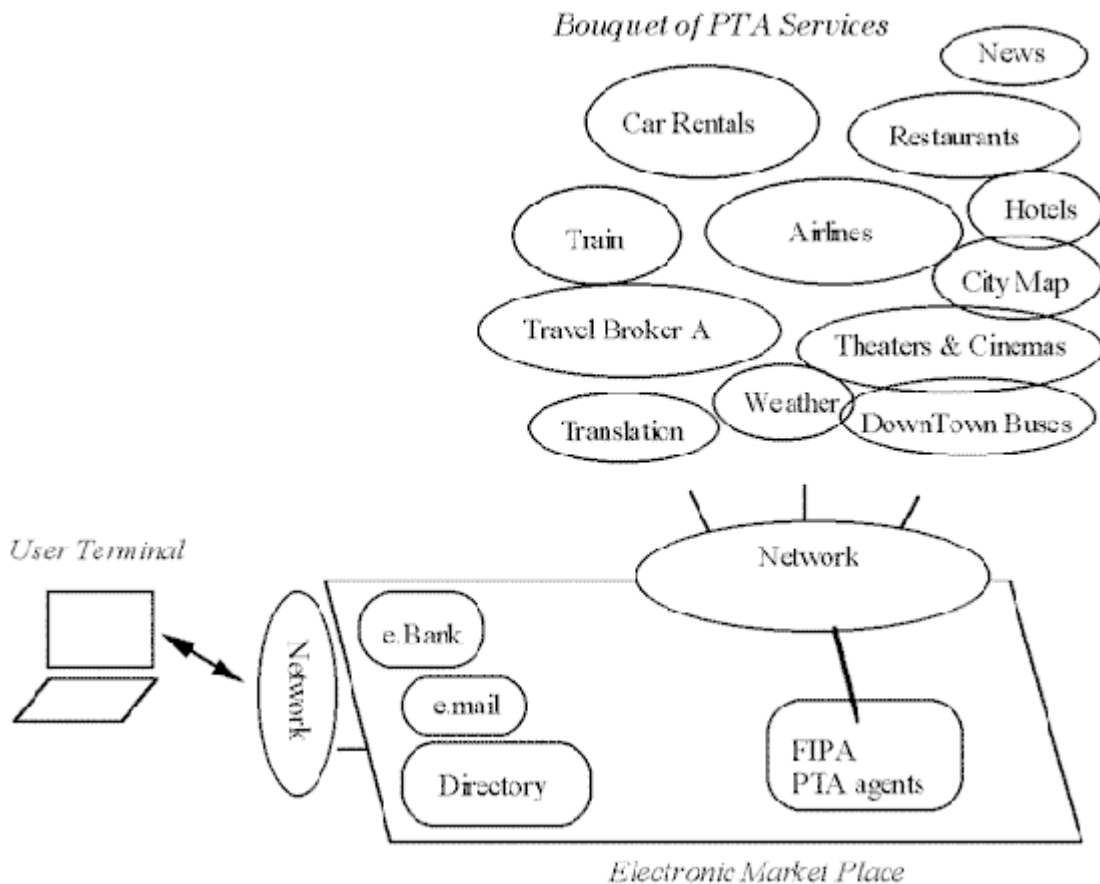 Bouquet of PTA Services
News
Car Rentals
Restaurants
Hotels
Train
Airlines
City Map
Travel Broker A
Theaters & Cinemas
Weather
Translation
DownTown Buses
User Terminal
Network
Network
e.Bank
e.mail
Directory
FIPA
PTA agents
Electronic Market Place